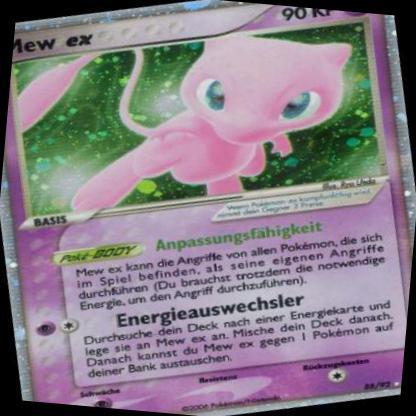 Mew ex
90 KP
Illus. Ryo Ueda
Wenn Pokémon-ex kampfunfähig wird,
nimmt dein Gegner 2 Preise.
BASIS
Poké-BODY Anpassungsfähigkeit
Mew ex kann die Angriffe von allen Pokémon, die sich
im Spiel befinden, als seine eigenen Angriffe
durchführen (Du brauchst trotzdem die notwendige
Energie, um den Angriff durchzuführen).
Energieauswechsler
Durchsuche dein Deck nach einer Energiekarte und
lege sie an Mew ex an. Mische dein Deck danach.
Danach kannst du Mew ex gegen 1 Pokémon auf
deiner Bank austauschen.
Schwäche Resistenz Rückzugskosten
88/92
©2006 Pokémon/Nintendo